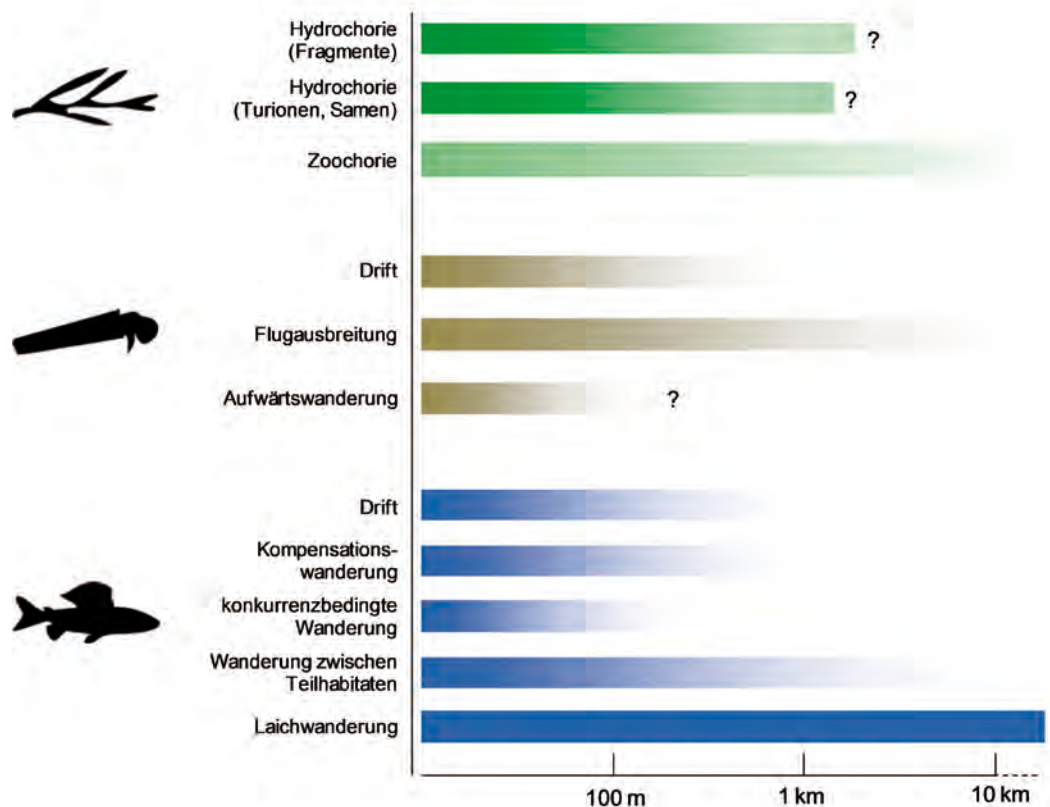 Hydrochorie
(Fragmente)
?
Hydrochorie
(Turionen, Samen)
?
Zoochorie
Drift
Flugausbreitung
Aufwärtswanderung
?
Drift
Kompensations-
wanderung
konkurrenzbedingte
Wanderung
Wanderung zwischen
Teilhabitaten
Laichwanderung
100 m
1 km
10 km